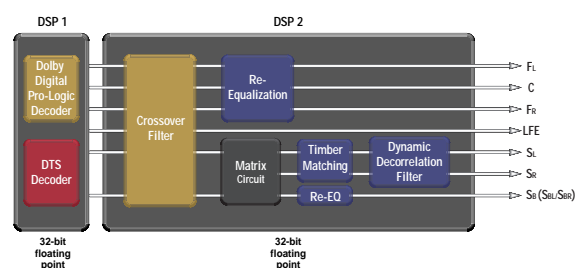 DSP 1
DSP 2
Dolby
Digital
Pro-Logic
Decoder
DTS
Decoder
Crossover
Filter
Re-
Equalization
Matrix
Circuit
Timber
Matching
Re-EQ
Dynamic
Decorrelation
Filter
FL
C
FR
LFE
SL
SR
SB (SBL/SBR)
32-bit
floating
point
32-bit
floating
point